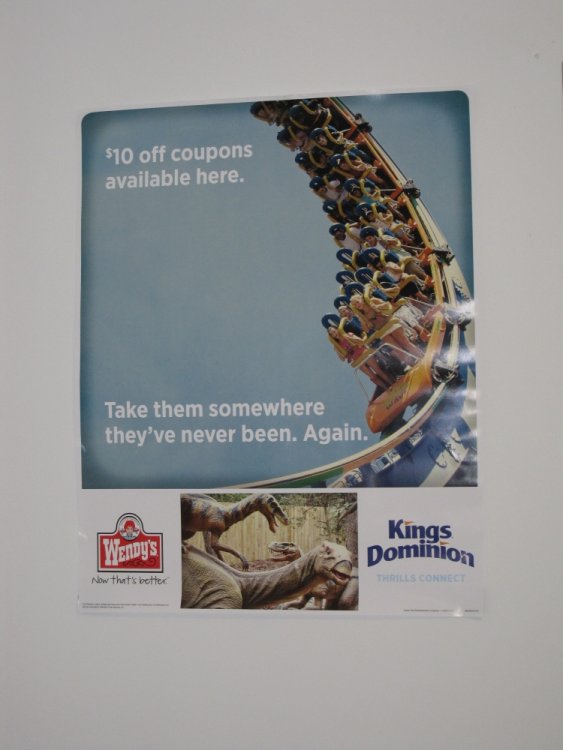 $10 off coupons
available here.
Take them somewhere
they've never been. Again.
Wendy's
Now that's better.
Kings
Dominion
THRILLS CONNECT